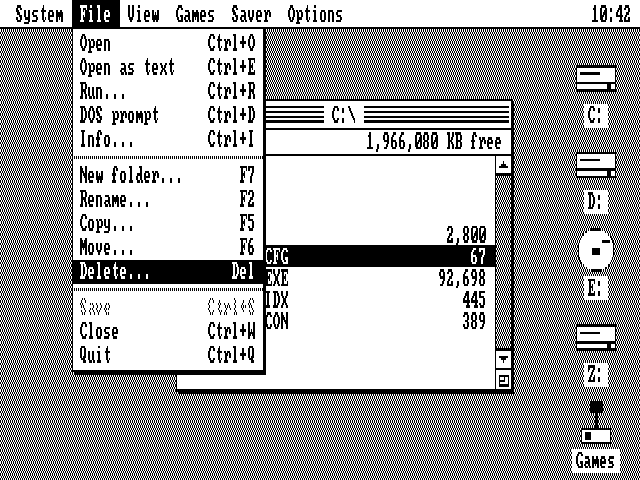 System File View Games Saver Options 10:42
Open Ctrl+O
Open as text Ctrl+E
Run... Ctrl+R
DOS prompt Ctrl+D
Info... Ctrl+I
New folder... F7
Rename... F2
Copy... F5
Move... F6
Delete... Del
Save Ctrl+S
Close Ctrl+W
Quit Ctrl+Q
C:\
1,966,080 KB free
2,800
CFG 67
EXE 92,698
IDX 445
CON 389
C:
D:
E:
Z:
Games